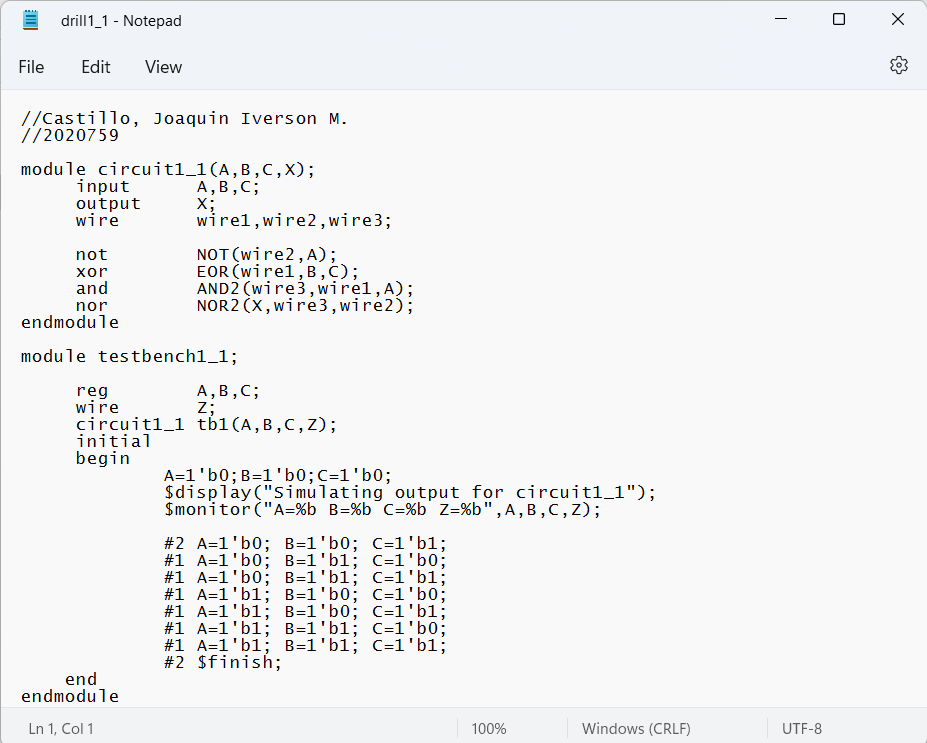 drill1_1 - Notepad
File Edit View
//Castillo, Joaquin Iverson M.
//2020759
module circuit1_1(A,B,C,X);
input A,B,C;
output X;
wire wire1,wire2,wire3;
not NOT(wire2,A);
xor EOR(wire1,B,C);
and AND2(wire3,wire1,A);
nor NOR2(X,wire3,wire2);
endmodule
module testbench1_1;
reg A,B,C;
wire Z;
circuit1_1 tb1(A,B,C,Z);
initial
begin
A=1'b0;B=1'b0;C=1'b0;
$display("Simulating output for circuit1_1");
$monitor("A=%b B=%b C=%b Z=%b",A,B,C,Z);
#2 A=1'b0; B=1'b0; C=1'b1;
#1 A=1'b0; B=1'b1; C=1'b0;
#1 A=1'b0; B=1'b1; C=1'b1;
#1 A=1'b1; B=1'b0; C=1'b0;
#1 A=1'b1; B=1'b0; C=1'b1;
#1 A=1'b1; B=1'b1; C=1'b0;
#1 A=1'b1; B=1'b1; C=1'b1;
#2 $finish;
end
endmodule
Ln 1, Col 1 100% Windows (CRLF) UTF-8